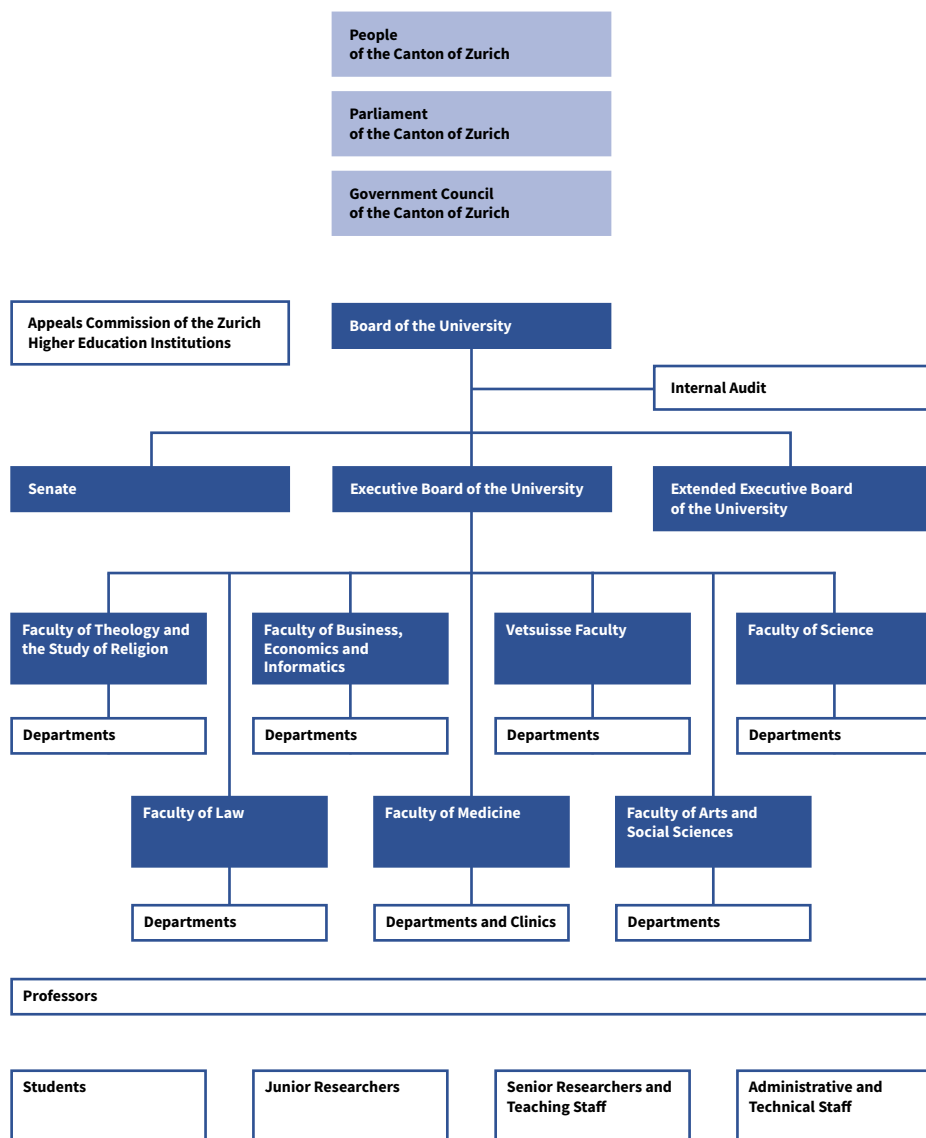 People
of the Canton of Zurich
Parliament
of the Canton of Zurich
Government Council
of the Canton of Zurich
Appeals Commission of the Zurich
Higher Education Institutions
Board of the University
Internal Audit
Senate
Executive Board of the University
Extended Executive Board
of the University
Faculty of Theology and
the Study of Religion
Faculty of Business,
Economics and
Informatics
Vetsuisse Faculty
Faculty of Science
Departments
Departments
Departments
Departments
Faculty of Law
Faculty of Medicine
Faculty of Arts and
Social Sciences
Departments
Departments and Clinics
Departments
Professors
Students
Junior Researchers
Senior Researchers and
Teaching Staff
Administrative and
Technical Staff